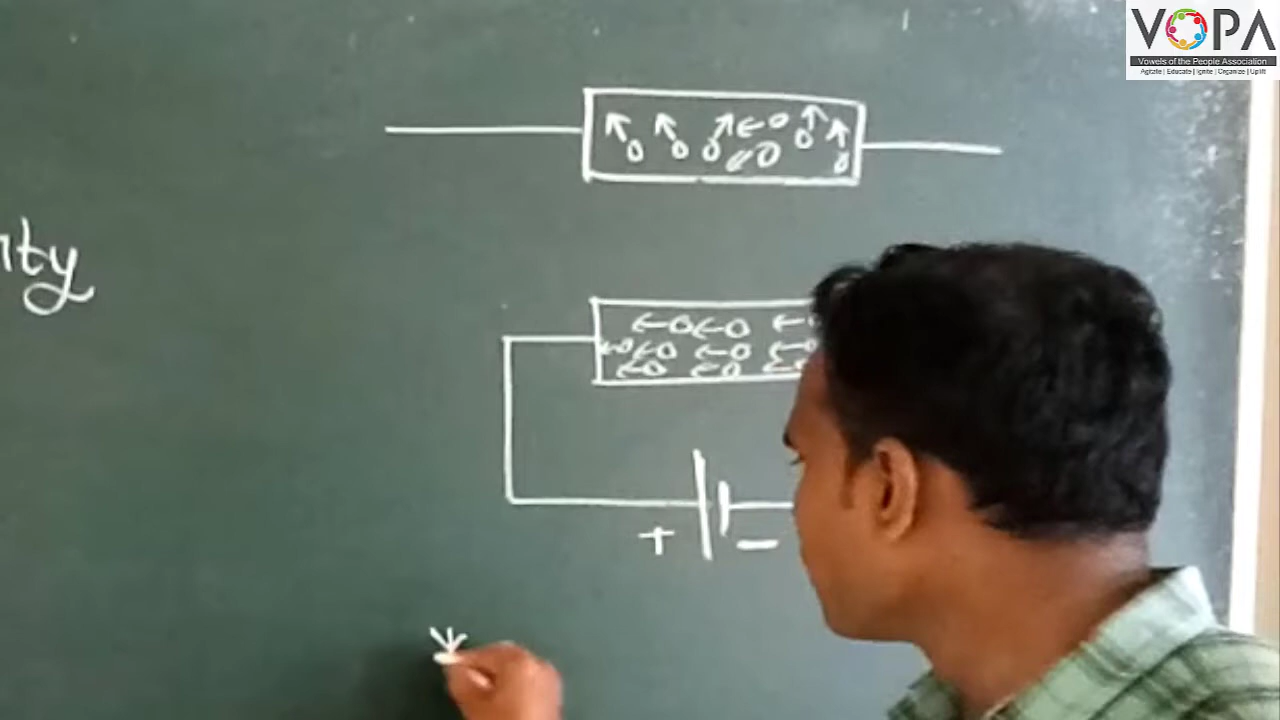 VOPA
Vowels of the People Association
Agitate | Educate | Ignite | Organize | Uplift
ity
+ −